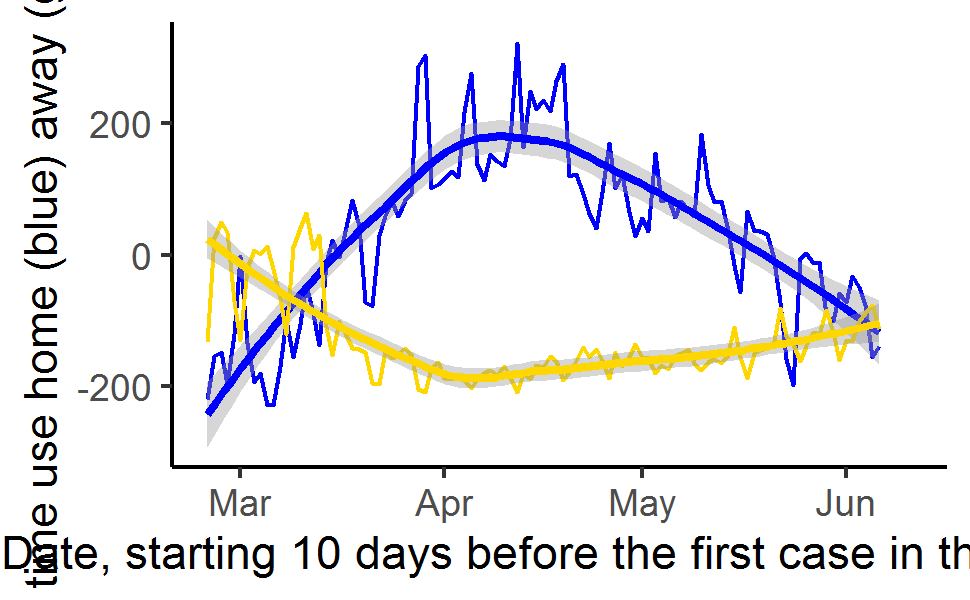 time use home (blue) away (
200
0
-200
Mar Apr May Jun
Date, starting 10 days before the first case in th